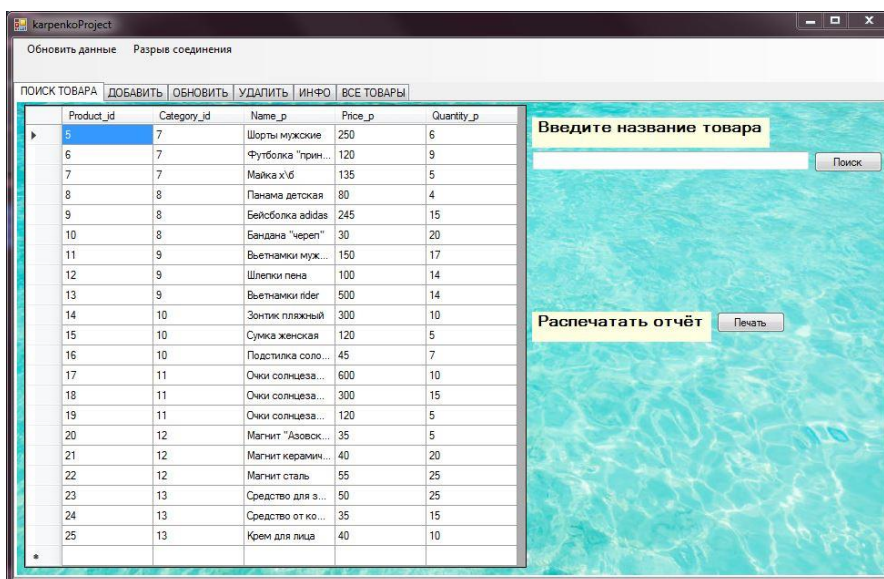 karpenkoProject
Обновить данные Разрыв соединения
ПОИСК ТОВАРА ДОБАВИТЬ ОБНОВИТЬ УДАЛИТЬ ИНФО ВСЕ ТОВАРЫ
Product_id Category_id Name_p Price_p Quantity_p
5 7 Шорты мужские 250 6
6 7 Футболка "прин... 120 9
7 7 Майка х\б 135 5
8 8 Панама детская 80 4
9 8 Бейсболка adidas 245 15
10 8 Бандана "череп" 30 20
11 9 Вьетнамки муж... 150 17
12 9 Шлепки пена 100 14
13 9 Вьетнамки rider 500 14
14 10 Зонтик пляжный 300 10
15 10 Сумка женская 120 5
16 10 Подстилка соло... 45 7
17 11 Очки солнцеза... 600 10
18 11 Очки солнцеза... 300 15
19 11 Очки солнцеза... 120 5
20 12 Магнит "Азовск... 35 5
21 12 Магнит керамич... 40 20
22 12 Магнит сталь 55 25
23 13 Средство для з... 50 25
24 13 Средство от ко... 35 15
25 13 Крем для лица 40 10
Введите название товара
Поиск
Распечатать отчёт Печать